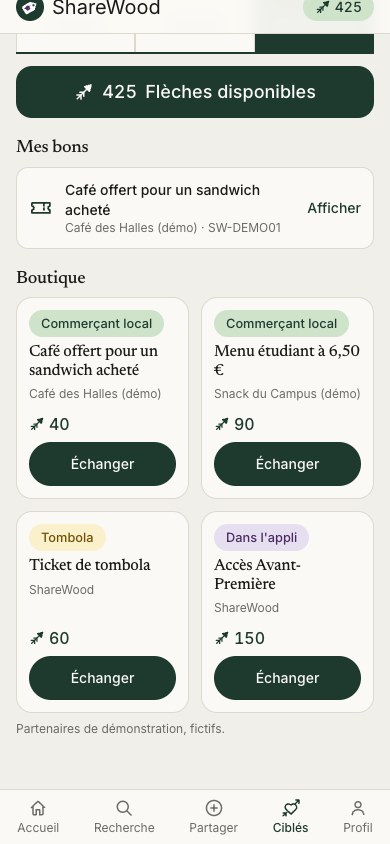 ShareWood
425
425 Flèches disponibles
Mes bons
Café offert pour un sandwich
acheté
Café des Halles (démo) · SW-DEMO1
Afficher
Boutique
Commerçant local
Café offert pour un
sandwich acheté
Café des Halles (démo)
40
Échanger
Commerçant local
Menu étudiant à 6,50
€
Snack du Campus (démo)
90
Échanger
Tombola
Ticket de tombola
ShareWood
60
Échanger
Dans l'appli
Accès Avant-
Première
ShareWood
150
Échanger
Partenaires de démonstration, fictifs.
Accueil
Recherche
Partager
Ciblés
Profil